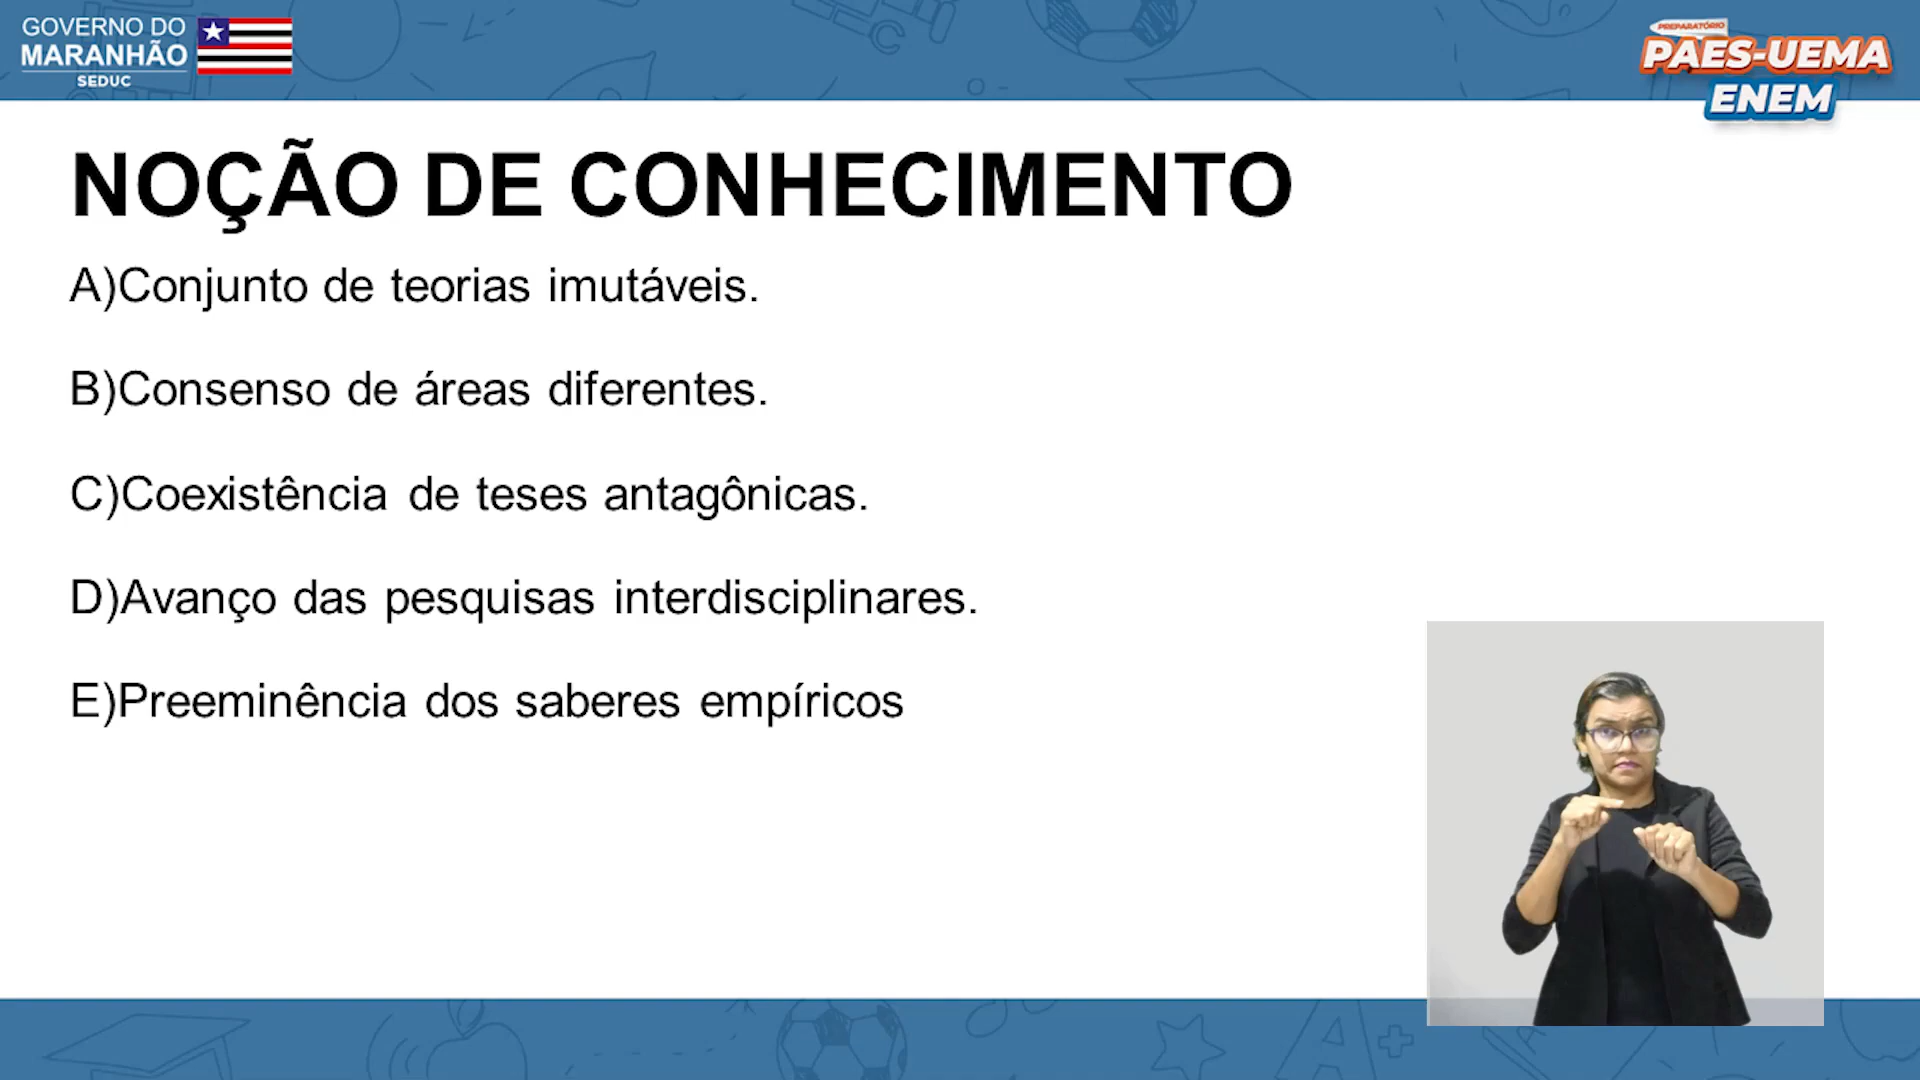 GOVERNO DO
MARANHÃO
SEDUC
PREPARATÓRIO
PAES-UEMA
ENEM
NOÇÃO DE CONHECIMENTO
A)Conjunto de teorias imutáveis.
B)Consenso de áreas diferentes.
C)Coexistência de teses antagônicas.
D)Avanço das pesquisas interdisciplinares.
E)Preeminência dos saberes empíricos
A+